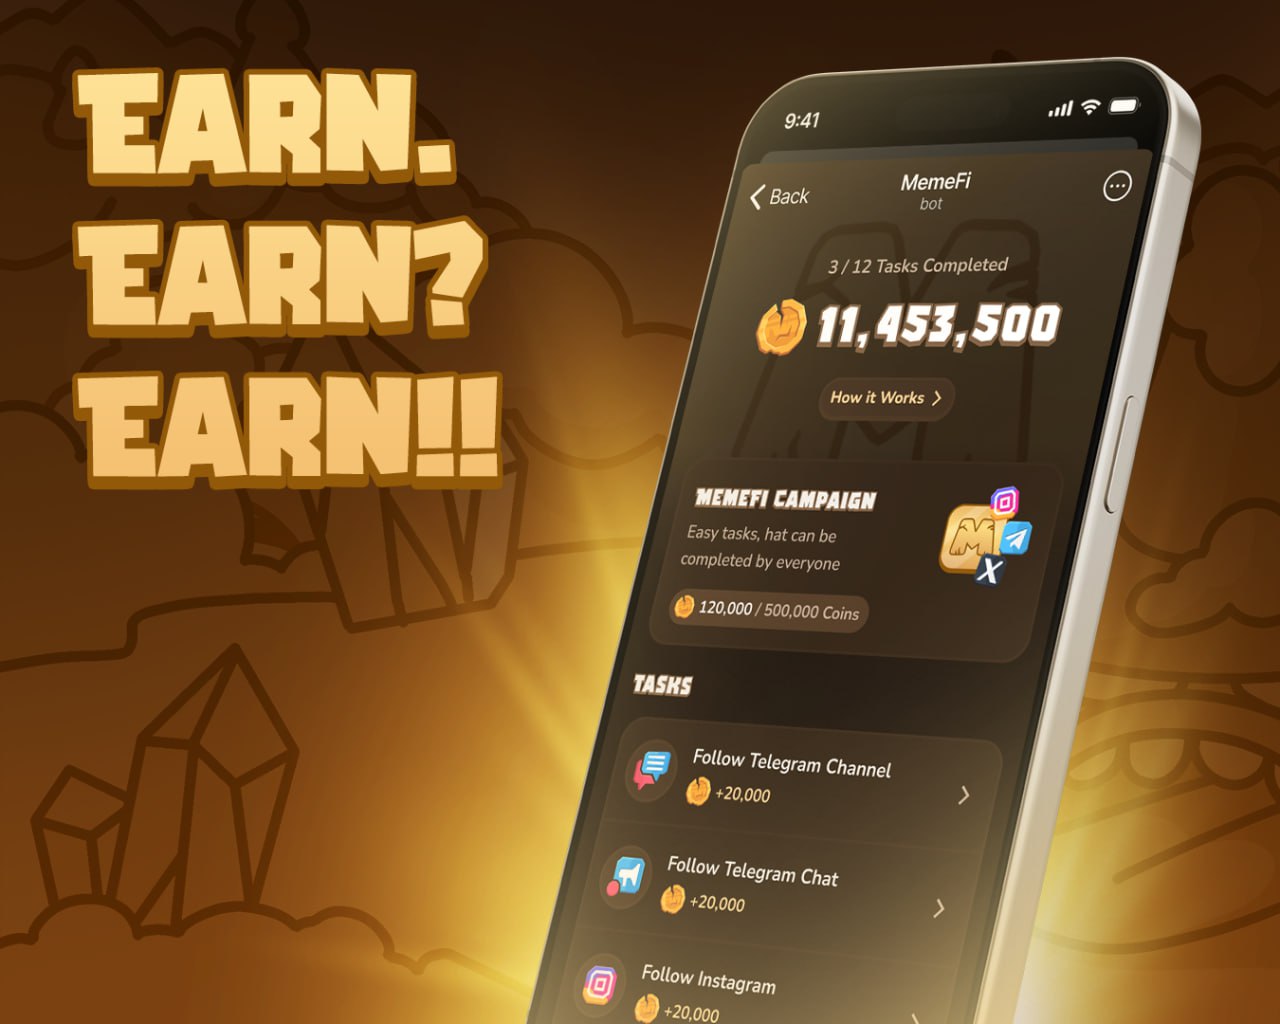 EARN.
EARN?
EARN!!
9:41
Back
MemeFi
bot
3 / 12 Tasks Completed
11,453,500
How it Works
MEMEFI CAMPAIGN
Easy tasks, hat can be
completed by everyone
120,000 / 500,000 Coins
TASKS
Follow Telegram Channel
+20,000
Follow Telegram Chat
+20,000
Follow Instagram
+20,000